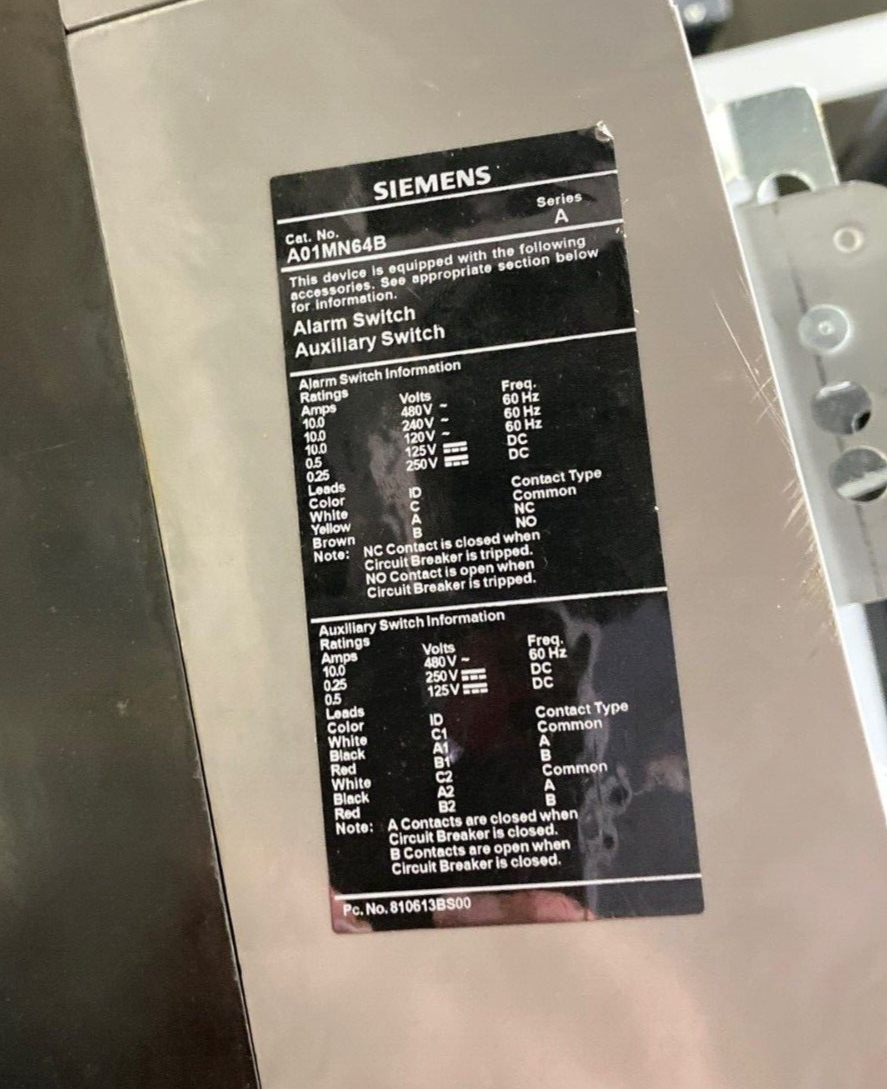 SIEMENS
Cat. No. Series
A01MN64B A
This device is equipped with the following
accessories. See appropriate section below
for information.
Alarm Switch
Auxiliary Switch
Alarm Switch Information
Ratings
Amps Volts Freq.
10.0 480V ~ 60 Hz
10.0 240V ~ 60 Hz
10.0 120V ~ 60 Hz
0.5 125V ⎓ DC
0.25 250V ⎓ DC
Leads
Color ID Contact Type
White C Common
Yellow A NC
Brown B NO
Note: NC Contact is closed when
Circuit Breaker is tripped.
NO Contact is open when
Circuit Breaker is tripped.
Auxiliary Switch Information
Ratings
Amps Volts Freq.
10.0 480V ~ 60 Hz
0.25 250V ⎓ DC
0.5 125V ⎓ DC
Leads
Color ID Contact Type
White C1 Common
Black A1 A
Red B1 B
White C2 Common
Black A2 A
Red B2 B
Note: A Contacts are closed when
Circuit Breaker is closed.
B Contacts are open when
Circuit Breaker is closed.
Pc. No. 810613BS00